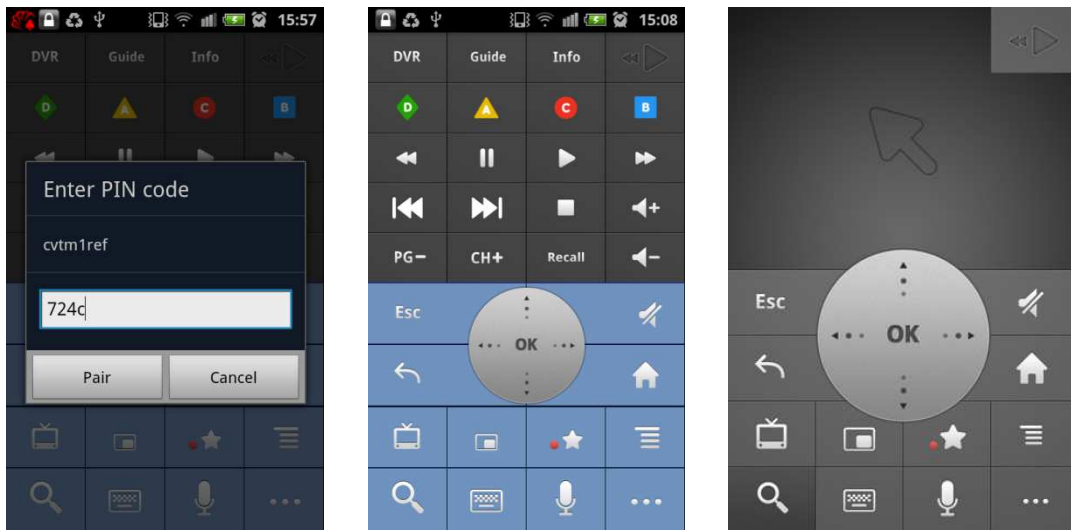 15:57
DVR Guide Info
D A C B
Enter PIN code
cvtm1ref
724c
Pair Cancel
15:08
DVR Guide Info
D A C B
PG− CH+ Recall
Esc
OK
Esc
OK